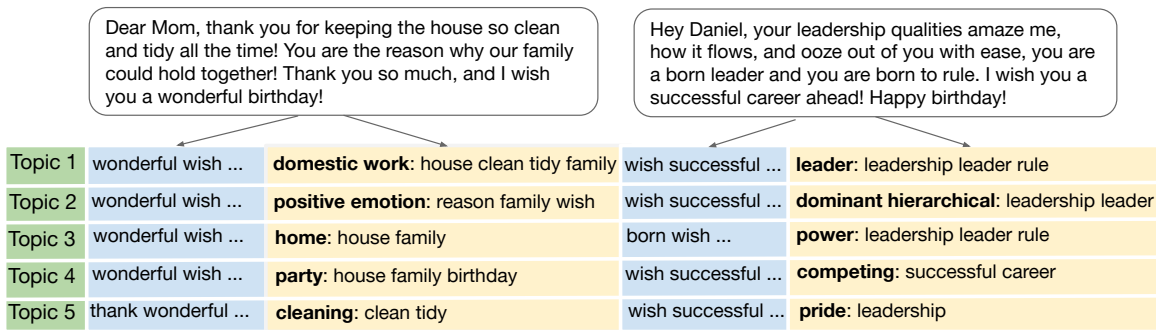 Dear Mom, thank you for keeping the house so clean
and tidy all the time! You are the reason why our family
could hold together! Thank you so much, and I wish
you a wonderful birthday!
Hey Daniel, your leadership qualities amaze me,
how it flows, and ooze out of you with ease, you are
a born leader and you are born to rule. I wish you a
successful career ahead! Happy birthday!
Topic 1 wonderful wish ... domestic work: house clean tidy family wish successful ... leader: leadership leader rule
Topic 2 wonderful wish ... positive emotion: reason family wish wish successful ... dominant hierarchical: leadership leader
Topic 3 wonderful wish ... home: house family born wish ... power: leadership leader rule
Topic 4 wonderful wish ... party: house family birthday wish successful ... competing: successful career
Topic 5 thank wonderful ... cleaning: clean tidy wish successful ... pride: leadership